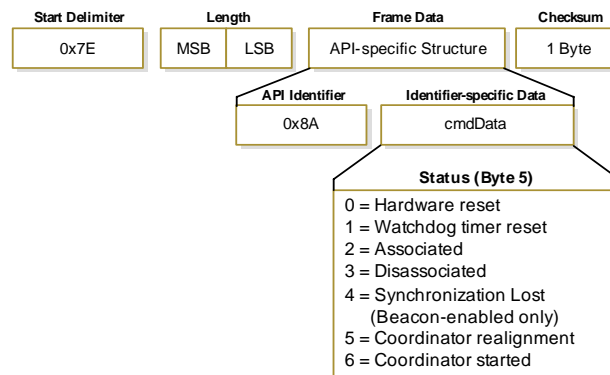 Start Delimiter Length Frame Data Checksum
0x7E MSB LSB API-specific Structure 1 Byte
API Identifier Identifier-specific Data
0x8A cmdData
Status (Byte 5)
0 = Hardware reset
1 = Watchdog timer reset
2 = Associated
3 = Disassociated
4 = Synchronization Lost
(Beacon-enabled only)
5 = Coordinator realignment
6 = Coordinator started